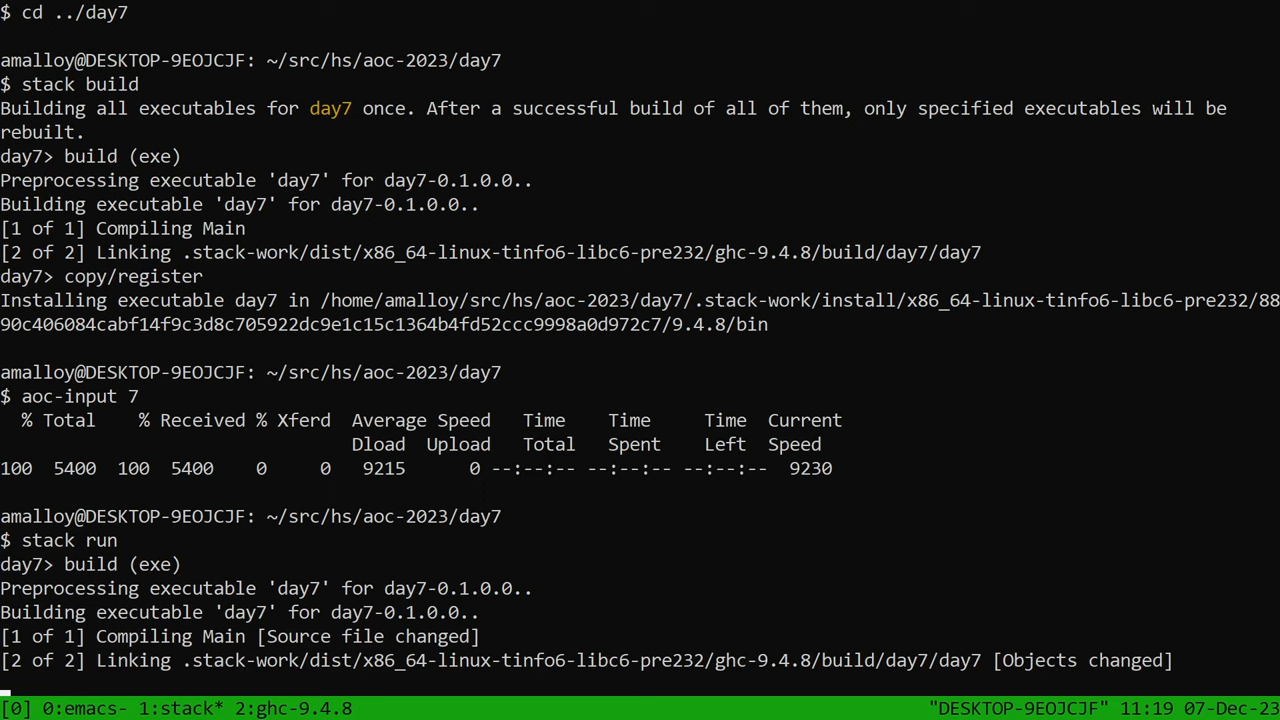 $ cd ../day7
amalloy@DESKTOP-9EOJCJF: ~/src/hs/aoc-2023/day7
$ stack build
Building all executables for day7 once. After a successful build of all of them, only specified executables will be
rebuilt.
day7> build (exe)
Preprocessing executable 'day7' for day7-0.1.0.0..
Building executable 'day7' for day7-0.1.0.0..
[1 of 1] Compiling Main
[2 of 2] Linking .stack-work/dist/x86_64-linux-tinfo6-libc6-pre232/ghc-9.4.8/build/day7/day7
day7> copy/register
Installing executable day7 in /home/amalloy/src/hs/aoc-2023/day7/.stack-work/install/x86_64-linux-tinfo6-libc6-pre232/88
90c406084cabf14f9c3d8c705922dc9e1c15c1364b4fd52ccc9998a0d972c7/9.4.8/bin
amalloy@DESKTOP-9EOJCJF: ~/src/hs/aoc-2023/day7
$ aoc-input 7
% Total % Received % Xferd Average Speed Time Time Time Current
Dload Upload Total Spent Left Speed
100 5400 100 5400 0 0 9215 0 --:--:-- --:--:-- --:--:-- 9230
amalloy@DESKTOP-9EOJCJF: ~/src/hs/aoc-2023/day7
$ stack run
day7> build (exe)
Preprocessing executable 'day7' for day7-0.1.0.0..
Building executable 'day7' for day7-0.1.0.0..
[1 of 1] Compiling Main [Source file changed]
[2 of 2] Linking .stack-work/dist/x86_64-linux-tinfo6-libc6-pre232/ghc-9.4.8/build/day7/day7 [Objects changed]
[0] 0:emacs- 1:stack* 2:ghc-9.4.8 "DESKTOP-9EOJCJF" 11:19 07-Dec-23